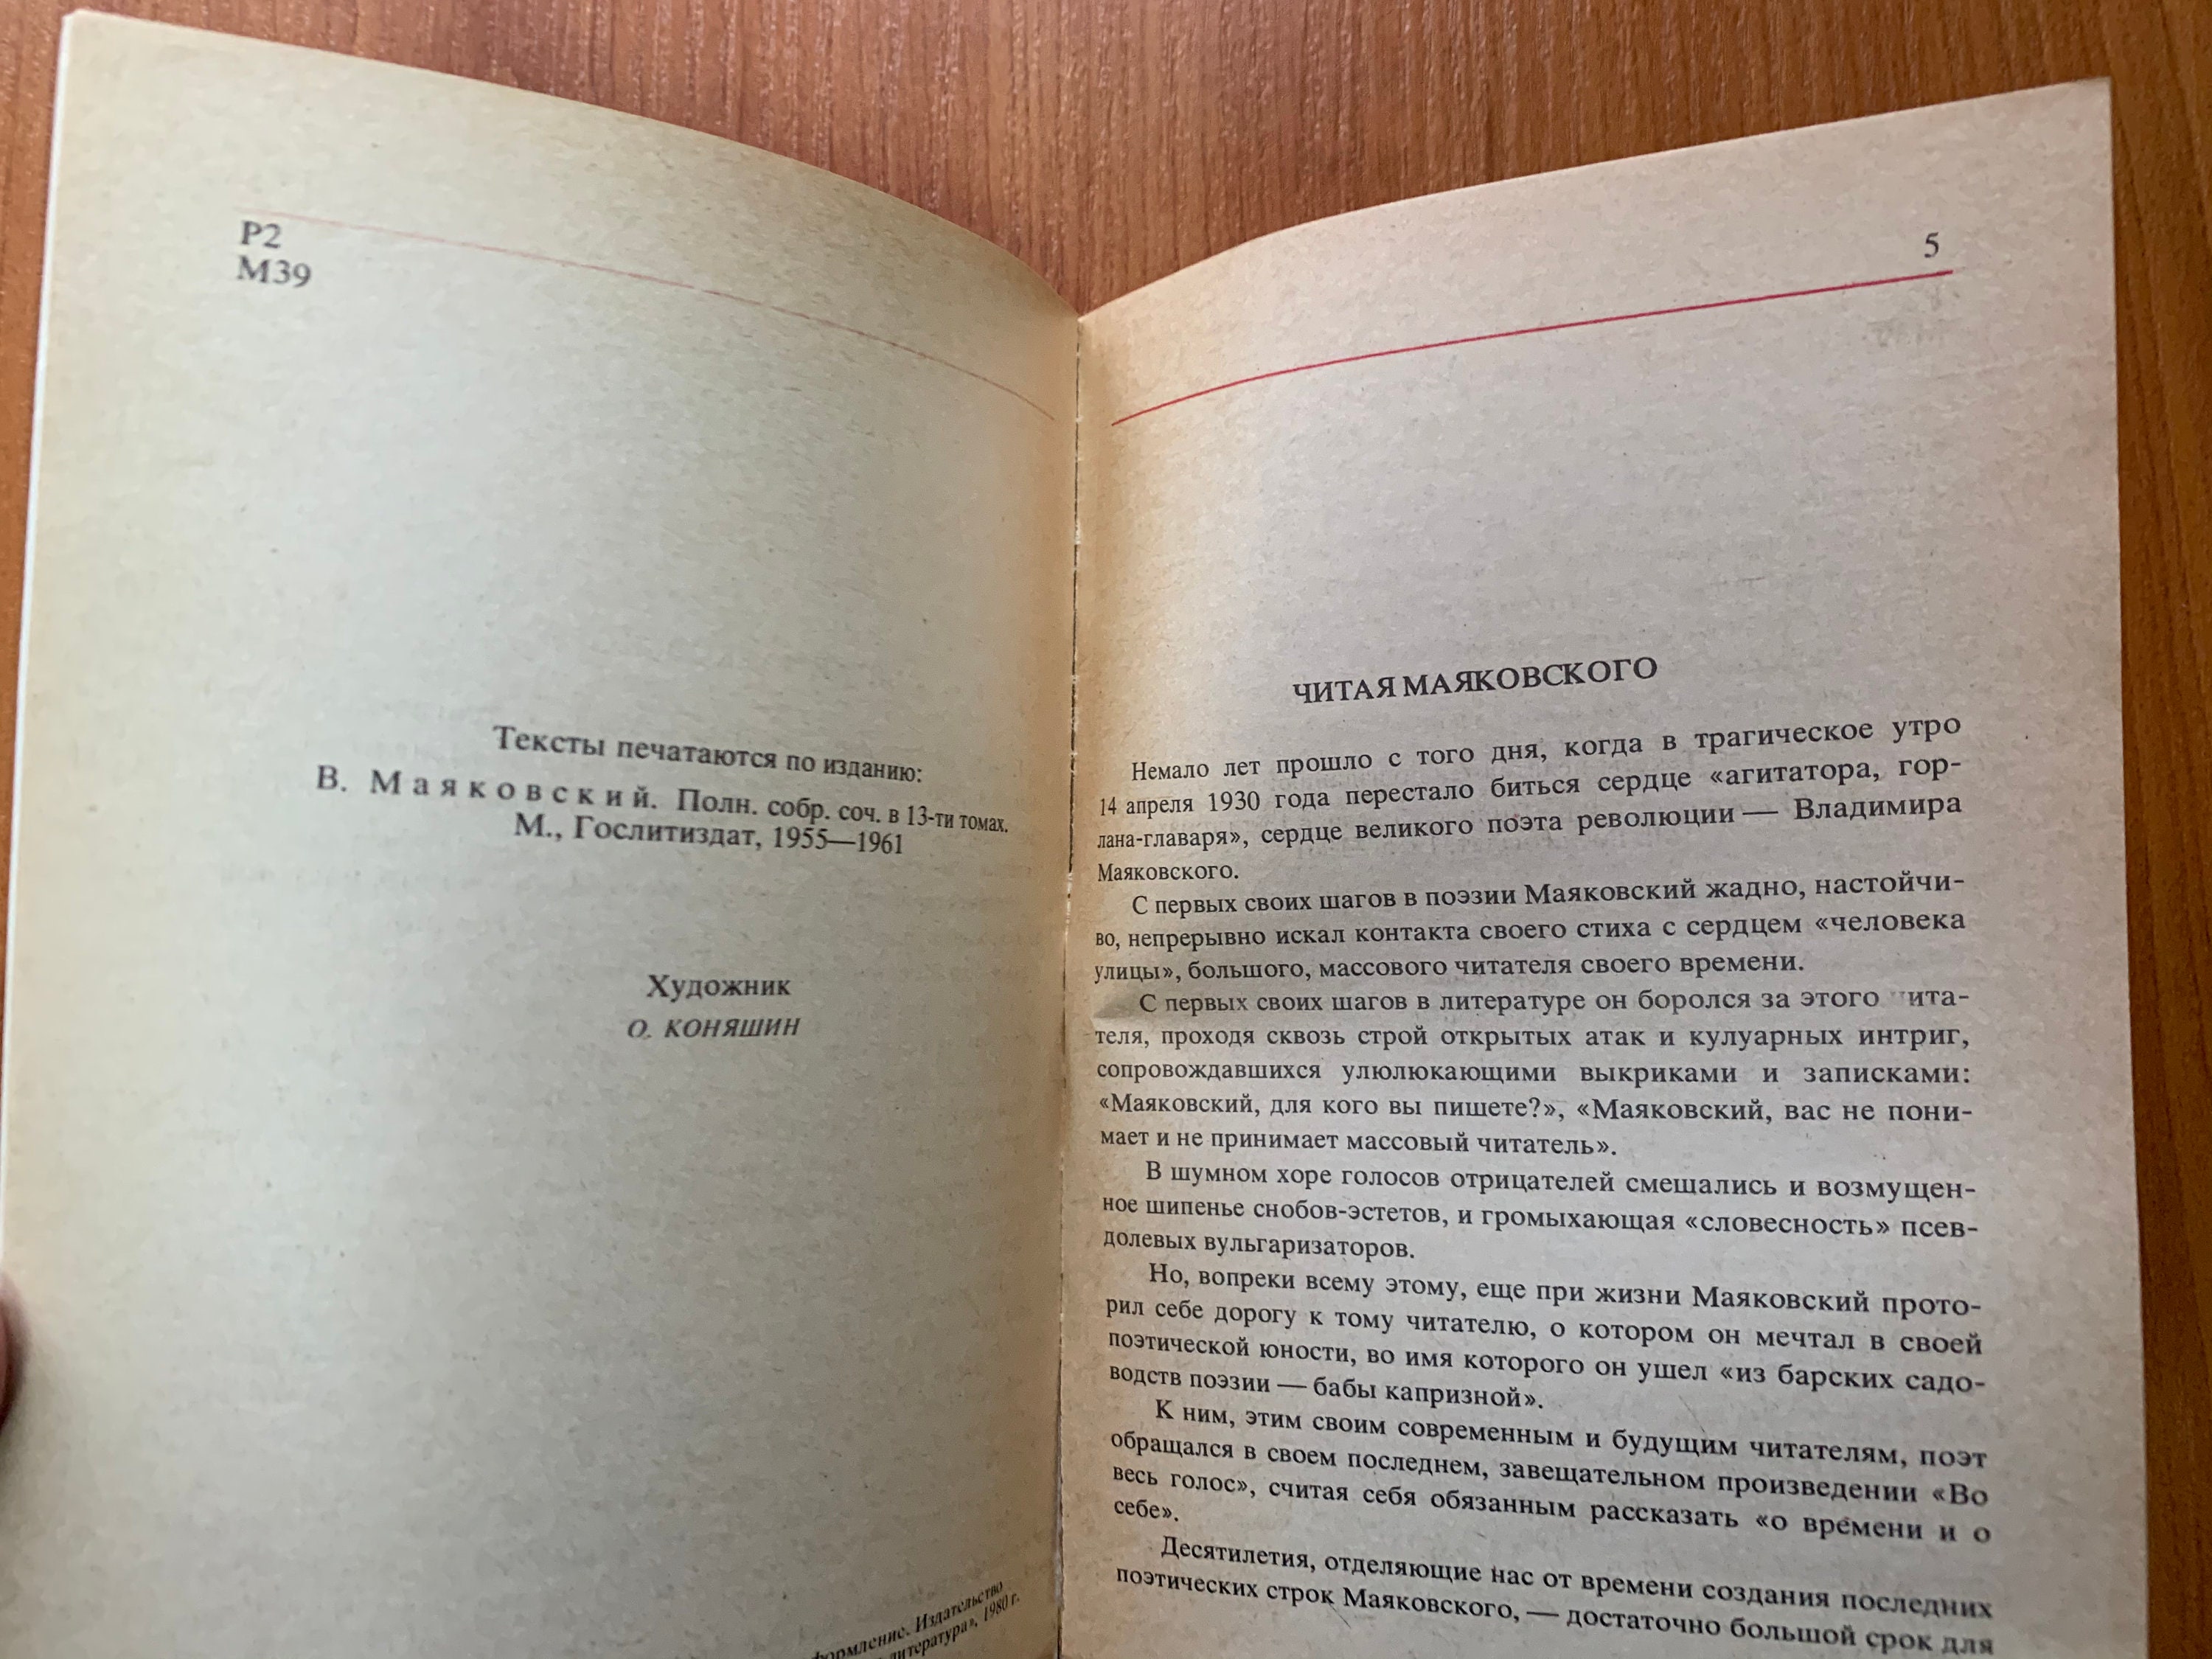 Р2
М39
Тексты печатаются по изданию:
В. Маяковский. Полн. собр. соч. в 13-ти томах.
М., Гослитиздат, 1955—1961
Художник
О. КОНЯШИН
Издательство
литература», 1980 г.
5
ЧИТАЯ МАЯКОВСКОГО
Немало лет прошло с того дня, когда в трагическое утро
14 апреля 1930 года перестало биться сердце «агитатора, гор-
лана-главаря», сердце великого поэта революции — Владимира
Маяковского.
С первых своих шагов в поэзии Маяковский жадно, настойчи-
во, непрерывно искал контакта своего стиха с сердцем «человека
улицы», большого, массового читателя своего времени.
С первых своих шагов в литературе он боролся за этого чита-
теля, проходя сквозь строй открытых атак и кулуарных интриг,
сопровождавшихся улюлюкающими выкриками и записками:
«Маяковский, для кого вы пишете?», «Маяковский, вас не пони-
мает и не принимает массовый читатель».
В шумном хоре голосов отрицателей смешались и возмущен-
ное шипенье снобов-эстетов, и громыхающая «словесность» псев-
долевых вульгаризаторов.
Но, вопреки всему этому, еще при жизни Маяковский прото-
рил себе дорогу к тому читателю, о котором он мечтал в своей
поэтической юности, во имя которого он ушел «из барских садо-
водств поэзии — бабы капризной».
К ним, этим своим современным и будущим читателям, поэт
обращался в своем последнем, завещательном произведении «Во
весь голос», считая себя обязанным рассказать «о времени и о
себе».
Десятилетия, отделяющие нас от времени создания последних
поэтических строк Маяковского, — достаточно большой срок для